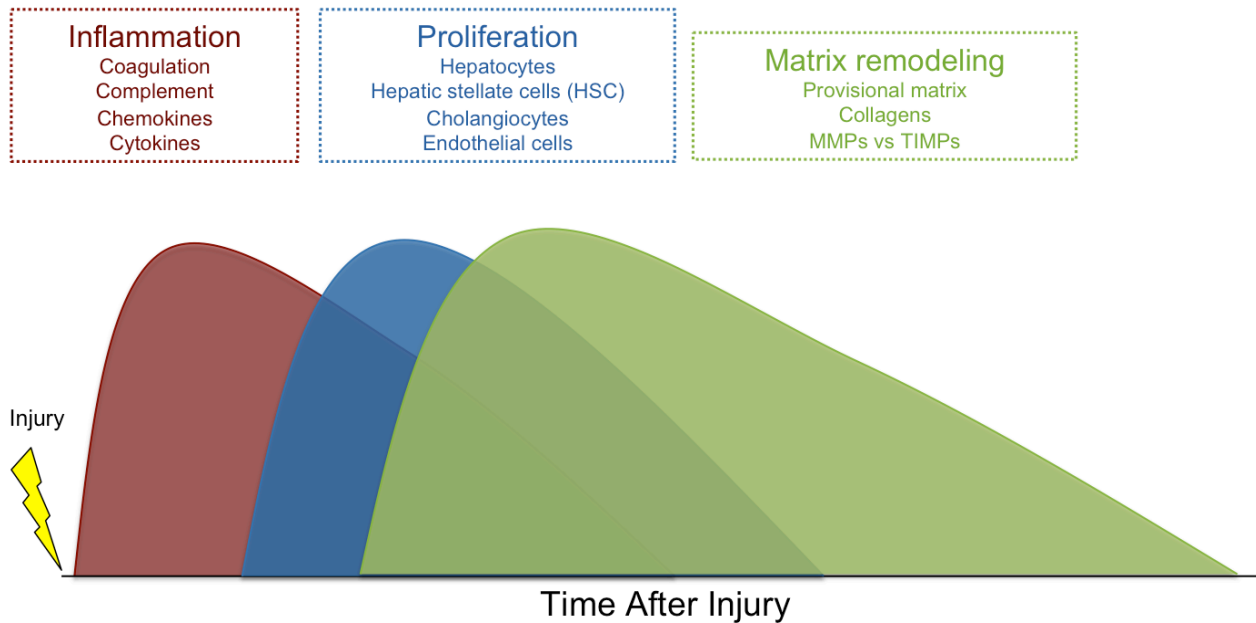 Inflammation
Coagulation
Complement
Chemokines
Cytokines
Proliferation
Hepatocytes
Hepatic stellate cells (HSC)
Cholangiocytes
Endothelial cells
Matrix remodeling
Provisional matrix
Collagens
MMPs vs TIMPs
Injury
Time After Injury